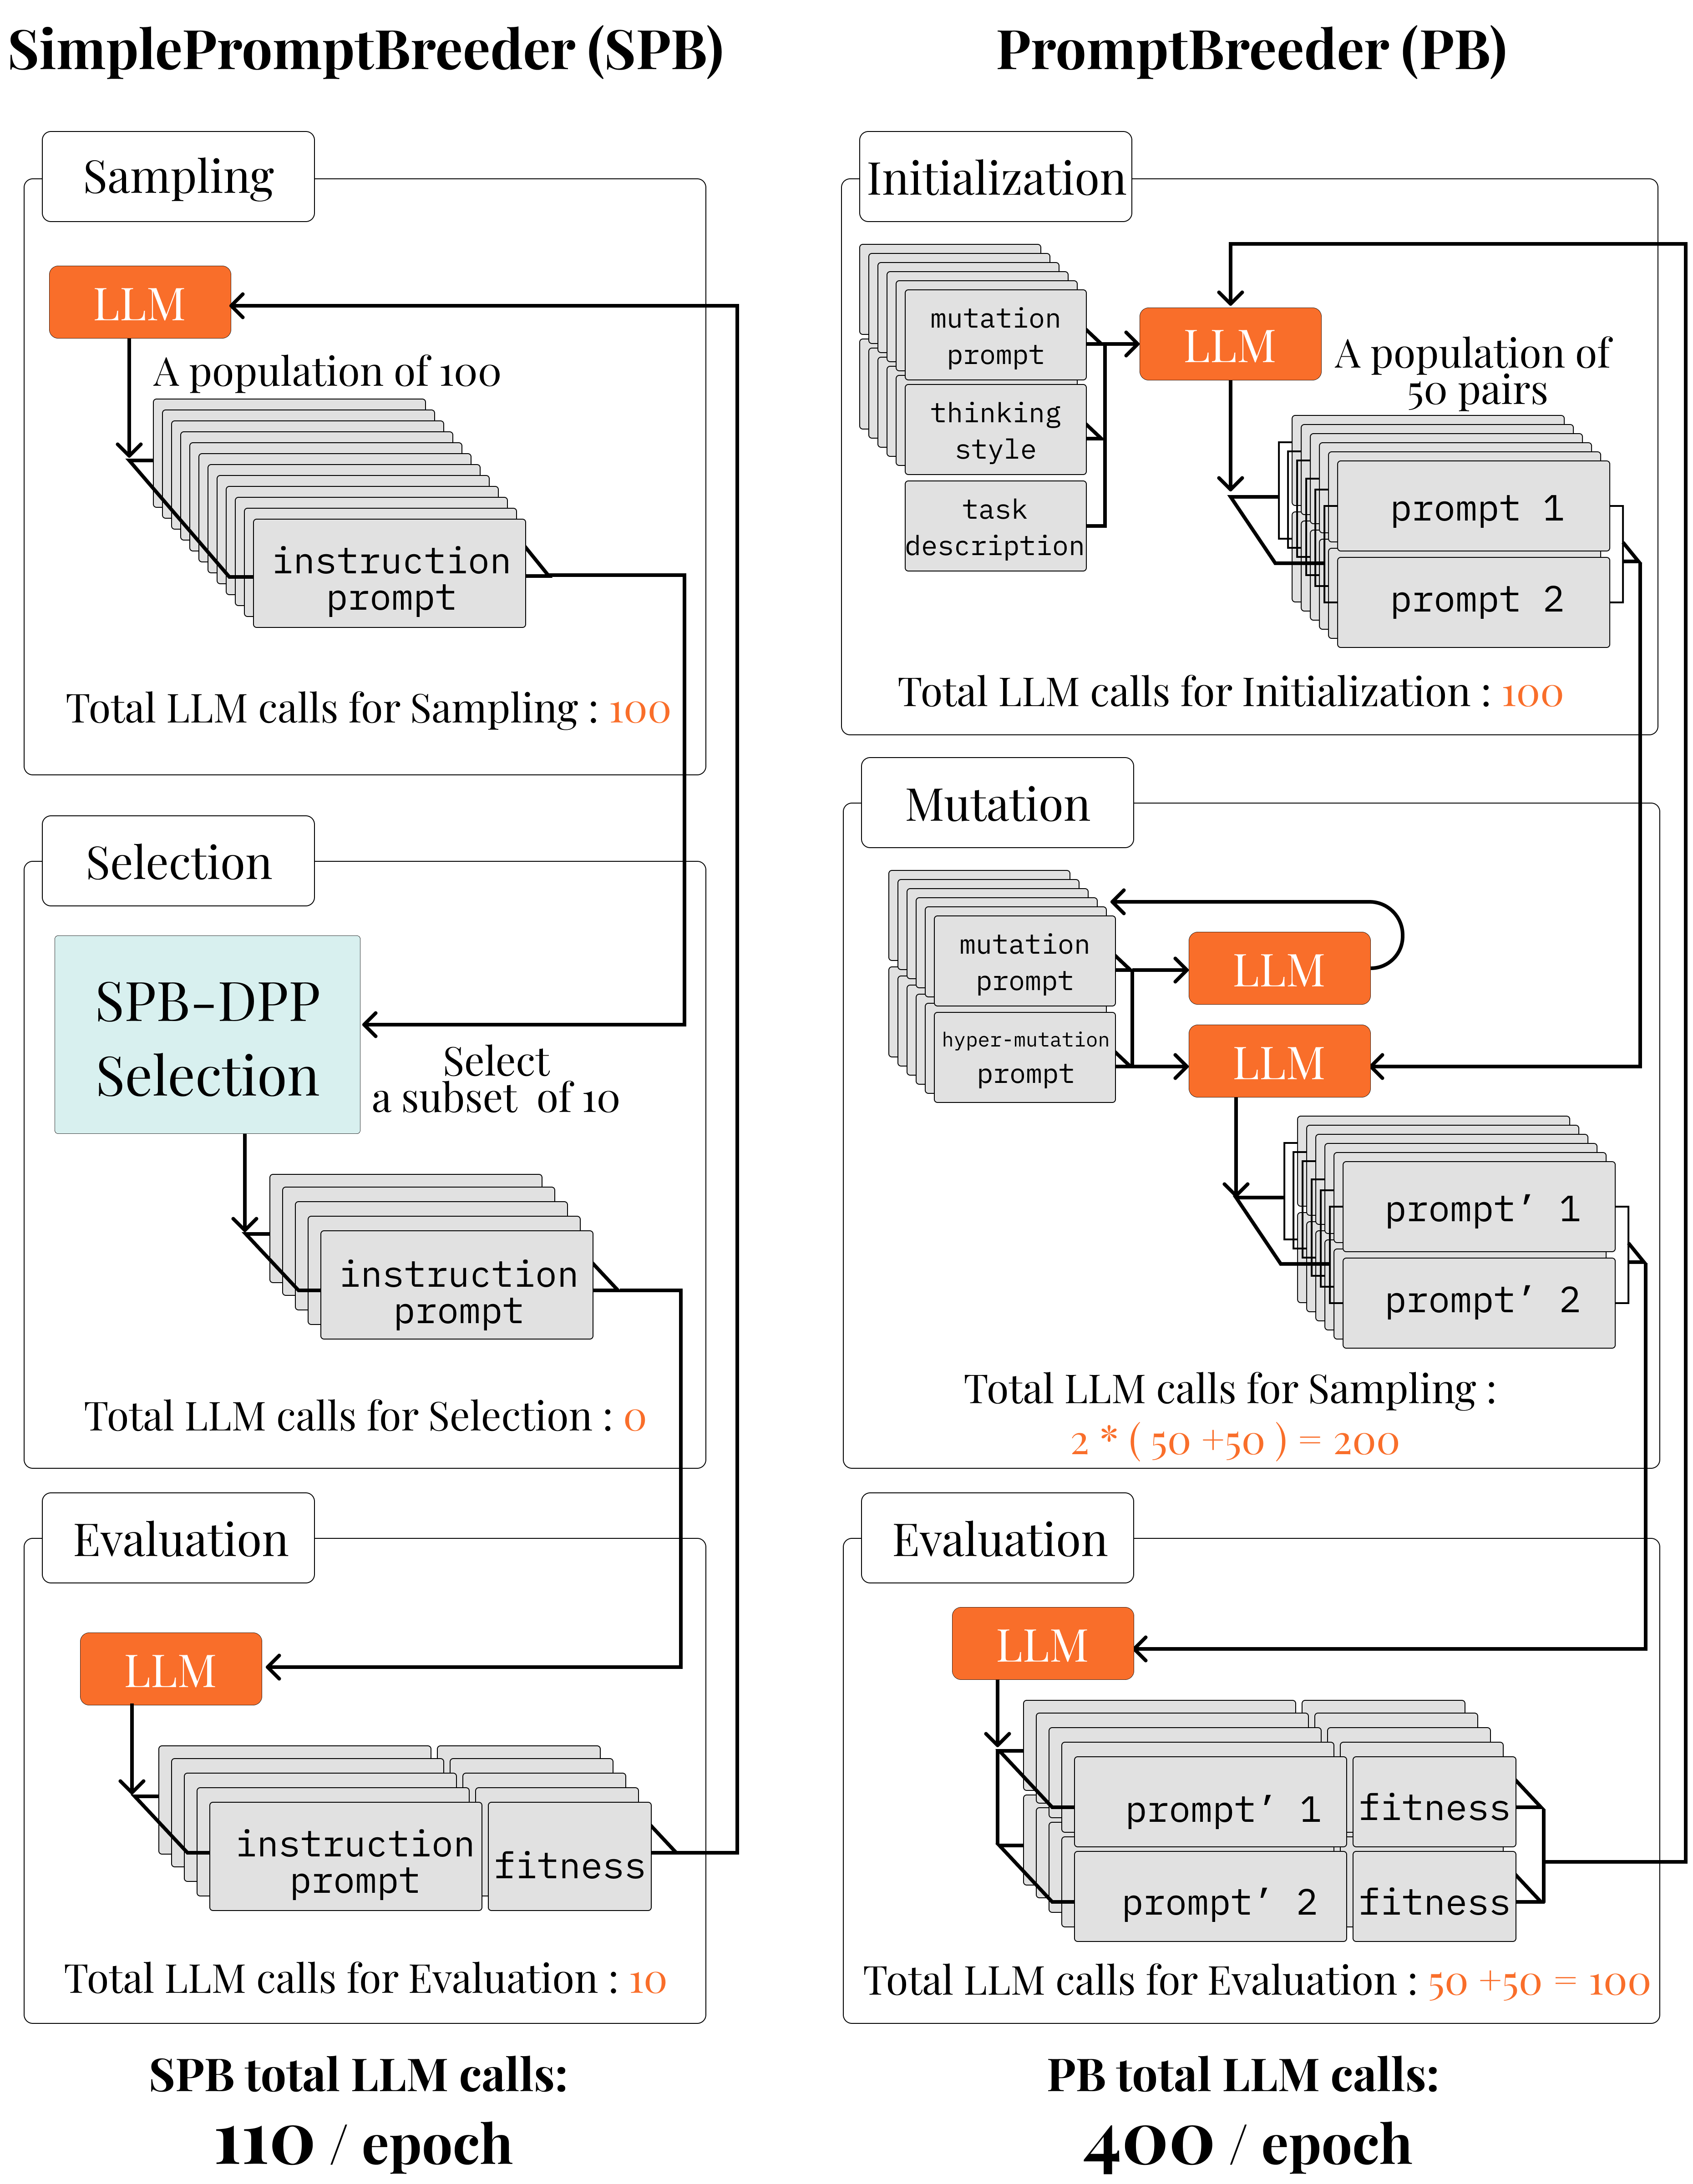 SimplePromptBreeder (SPB)
Sampling
LLM
A population of 100
instruction
prompt
Total LLM calls for Sampling : 100
Selection
SPB-DPP
Selection
Select
a subset of 10
instruction
prompt
Total LLM calls for Selection : 0
Evaluation
LLM
instruction
prompt
fitness
Total LLM calls for Evaluation : 10
SPB total LLM calls:
110 / epoch
PromptBreeder (PB)
Initialization
mutation
prompt
thinking
style
task
description
LLM
A population of
50 pairs
prompt 1
prompt 2
Total LLM calls for Initialization : 100
Mutation
mutation
prompt
hyper-mutation
prompt
LLM
LLM
prompt’ 1
prompt’ 2
Total LLM calls for Sampling :
2 * ( 50 +50 ) = 200
Evaluation
LLM
prompt’ 1
fitness
prompt’ 2
fitness
Total LLM calls for Evaluation : 50 +50 = 100
PB total LLM calls:
400 / epoch